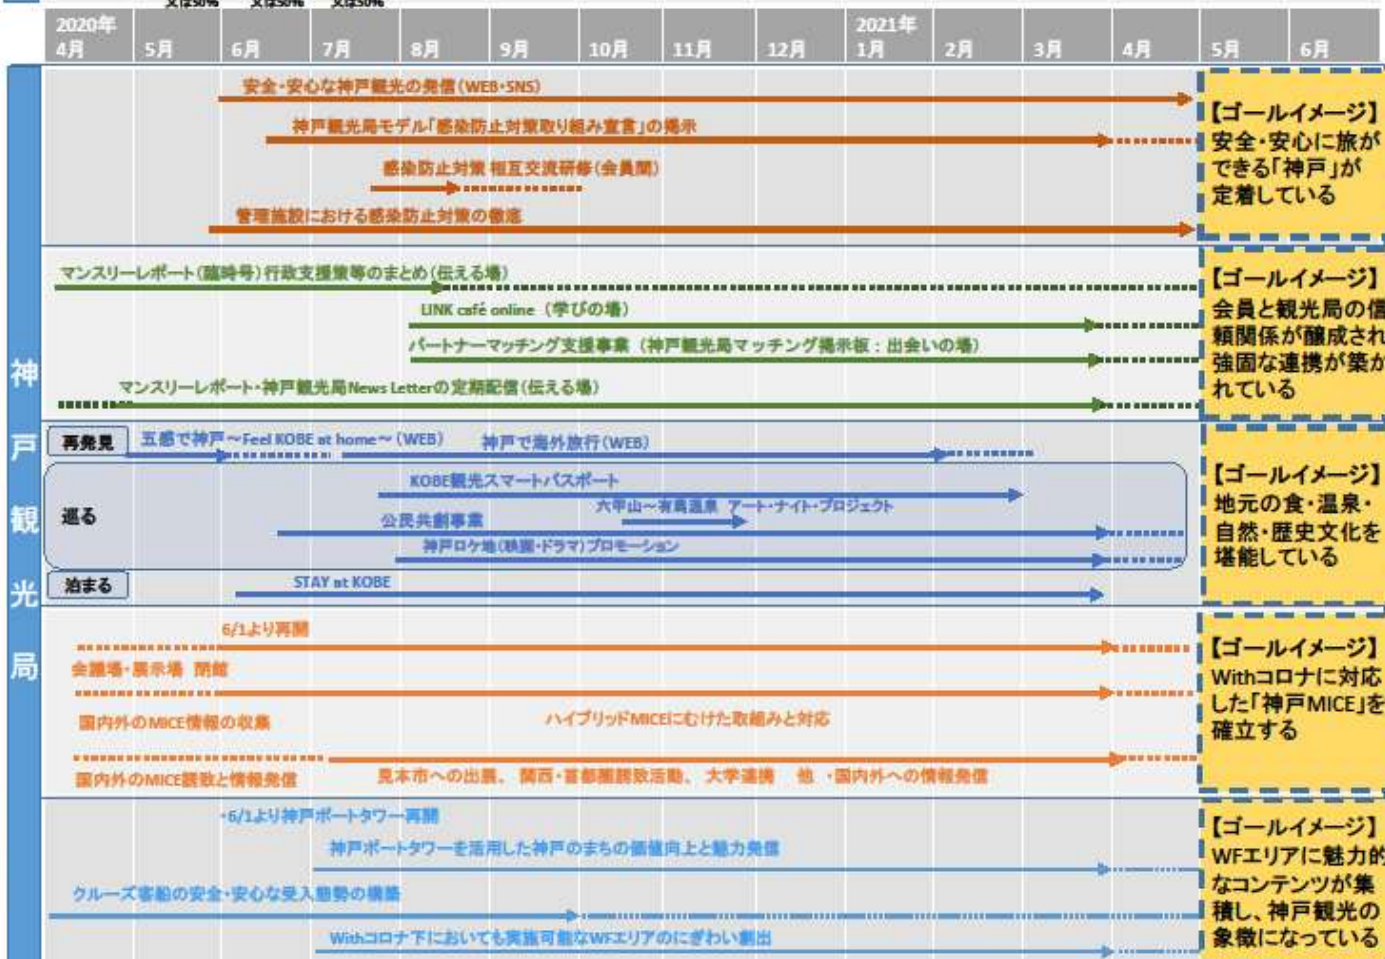 又は50%　又は50%　又は50%
2020年
4月 5月 6月 7月 8月 9月 10月 11月 12月
2021年
1月 2月 3月 4月 5月 6月
神戸観光局
安全・安心な神戸観光の発信(WEB・SNS)
神戸観光局モデル「感染防止対策取り組み宣言」の掲示
感染防止対策 相互交流研修(会員間)
管理施設における感染防止対策の徹底
【ゴールイメージ】
安全・安心に旅が
できる「神戸」が
定着している
マンスリーレポート(臨時号)行政支援策等のまとめ(伝える場)
LINK café online（学びの場）
パートナーマッチング支援事業（神戸観光局マッチング掲示板：出会いの場）
マンスリーレポート・神戸観光局News Letterの定期配信(伝える場)
【ゴールイメージ】
会員と観光局の信
頼関係が醸成され
強固な連携が築か
れている
再発見
五感で神戸～Feel KOBE at home～(WEB)
神戸で海外旅行(WEB)
巡る
KOBE観光スマートパスポート
六甲山～有馬温泉 アート・ナイト・プロジェクト
公民共創事業
神戸ロケ地(映画・ドラマ)プロモーション
泊まる
STAY at KOBE
【ゴールイメージ】
地元の食・温泉・
自然・歴史文化を
堪能している
6/1より再開
会議場・展示場 閉館
国内外のMICE情報の収集
ハイブリッドMICEにむけた取組みと対応
国内外のMICE誘致と情報発信
見本市への出展、関西・首都圏誘致活動、大学連携 他 ・国内外への情報発信
【ゴールイメージ】
Withコロナに対応
した「神戸MICE」を
確立する
・6/1より神戸ポートタワー再開
神戸ポートタワーを活用した神戸のまちの価値向上と魅力発信
クルーズ客船の安全・安心な受入態勢の構築
Withコロナ下においても実施可能なWFエリアのにぎわい創出
【ゴールイメージ】
WFエリアに魅力的
なコンテンツが集
積し、神戸観光の
象徴になっている